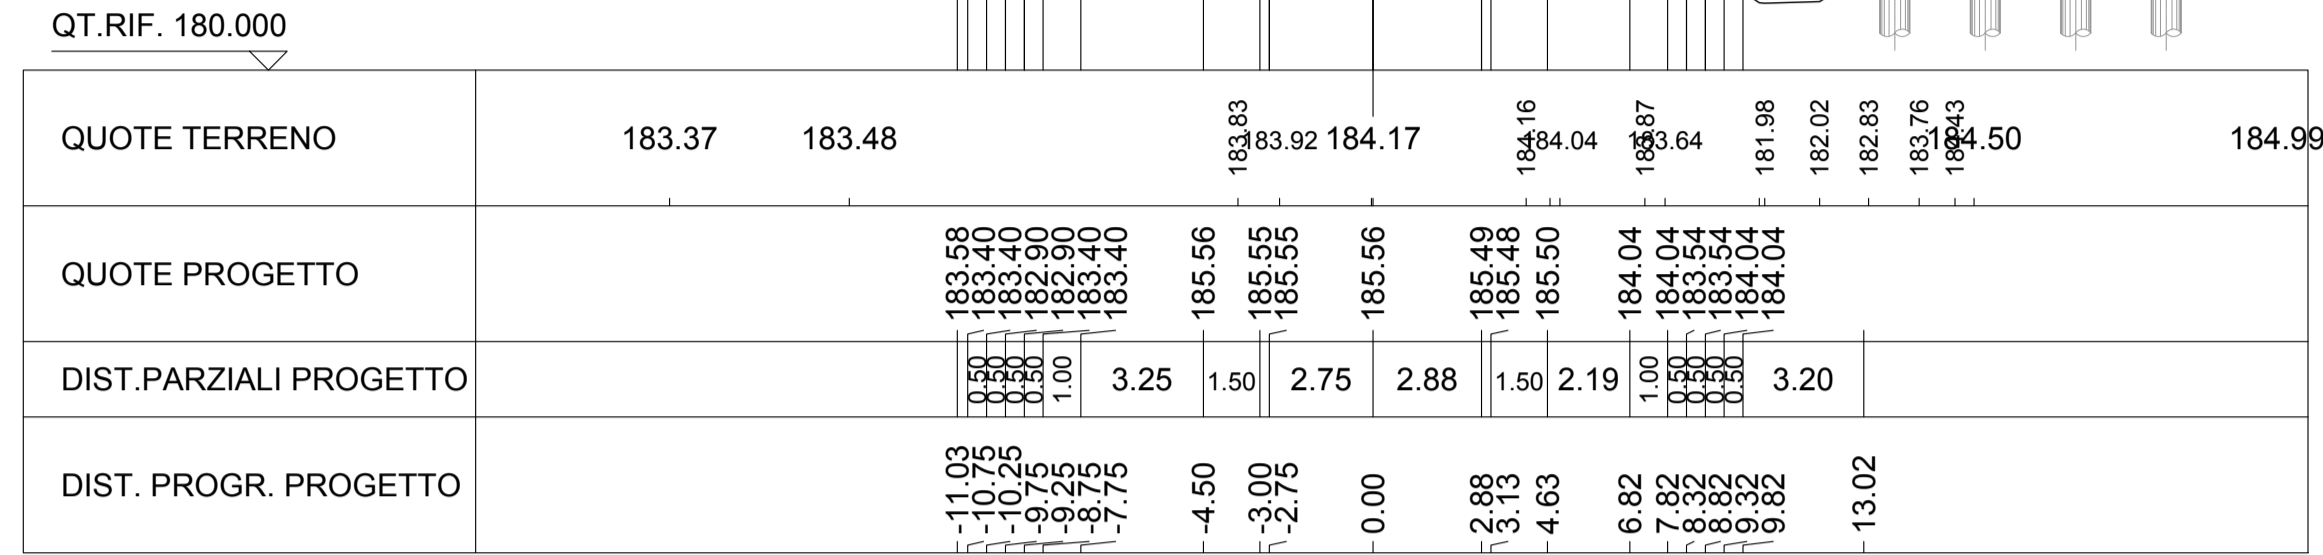 QT.RIF. 180.000
QUOTE TERRENO 183.37 183.48 183.83 183.92 184.17 184.16 184.04 183.87 183.64 181.98 182.02 182.83 183.76 184.43 184.50 184.99
QUOTE PROGETTO 183.58 183.40 183.40 182.90 182.90 183.40 183.40 185.56 185.55 185.55 185.56 185.49 185.48 185.50 184.04 184.04 183.54 183.54 184.04 184.04
DIST.PARZIALI PROGETTO 0.50 0.50 0.50 0.50 1.00 3.25 1.50 2.75 2.88 1.50 2.19 1.00 0.50 0.50 0.50 0.50 3.20
DIST. PROGR. PROGETTO -11.03 -10.75 -10.25 -9.75 -9.25 -8.75 -7.75 -4.50 -3.00 -2.75 0.00 2.88 3.13 4.63 6.82 7.82 8.32 8.82 9.32 9.82 13.02